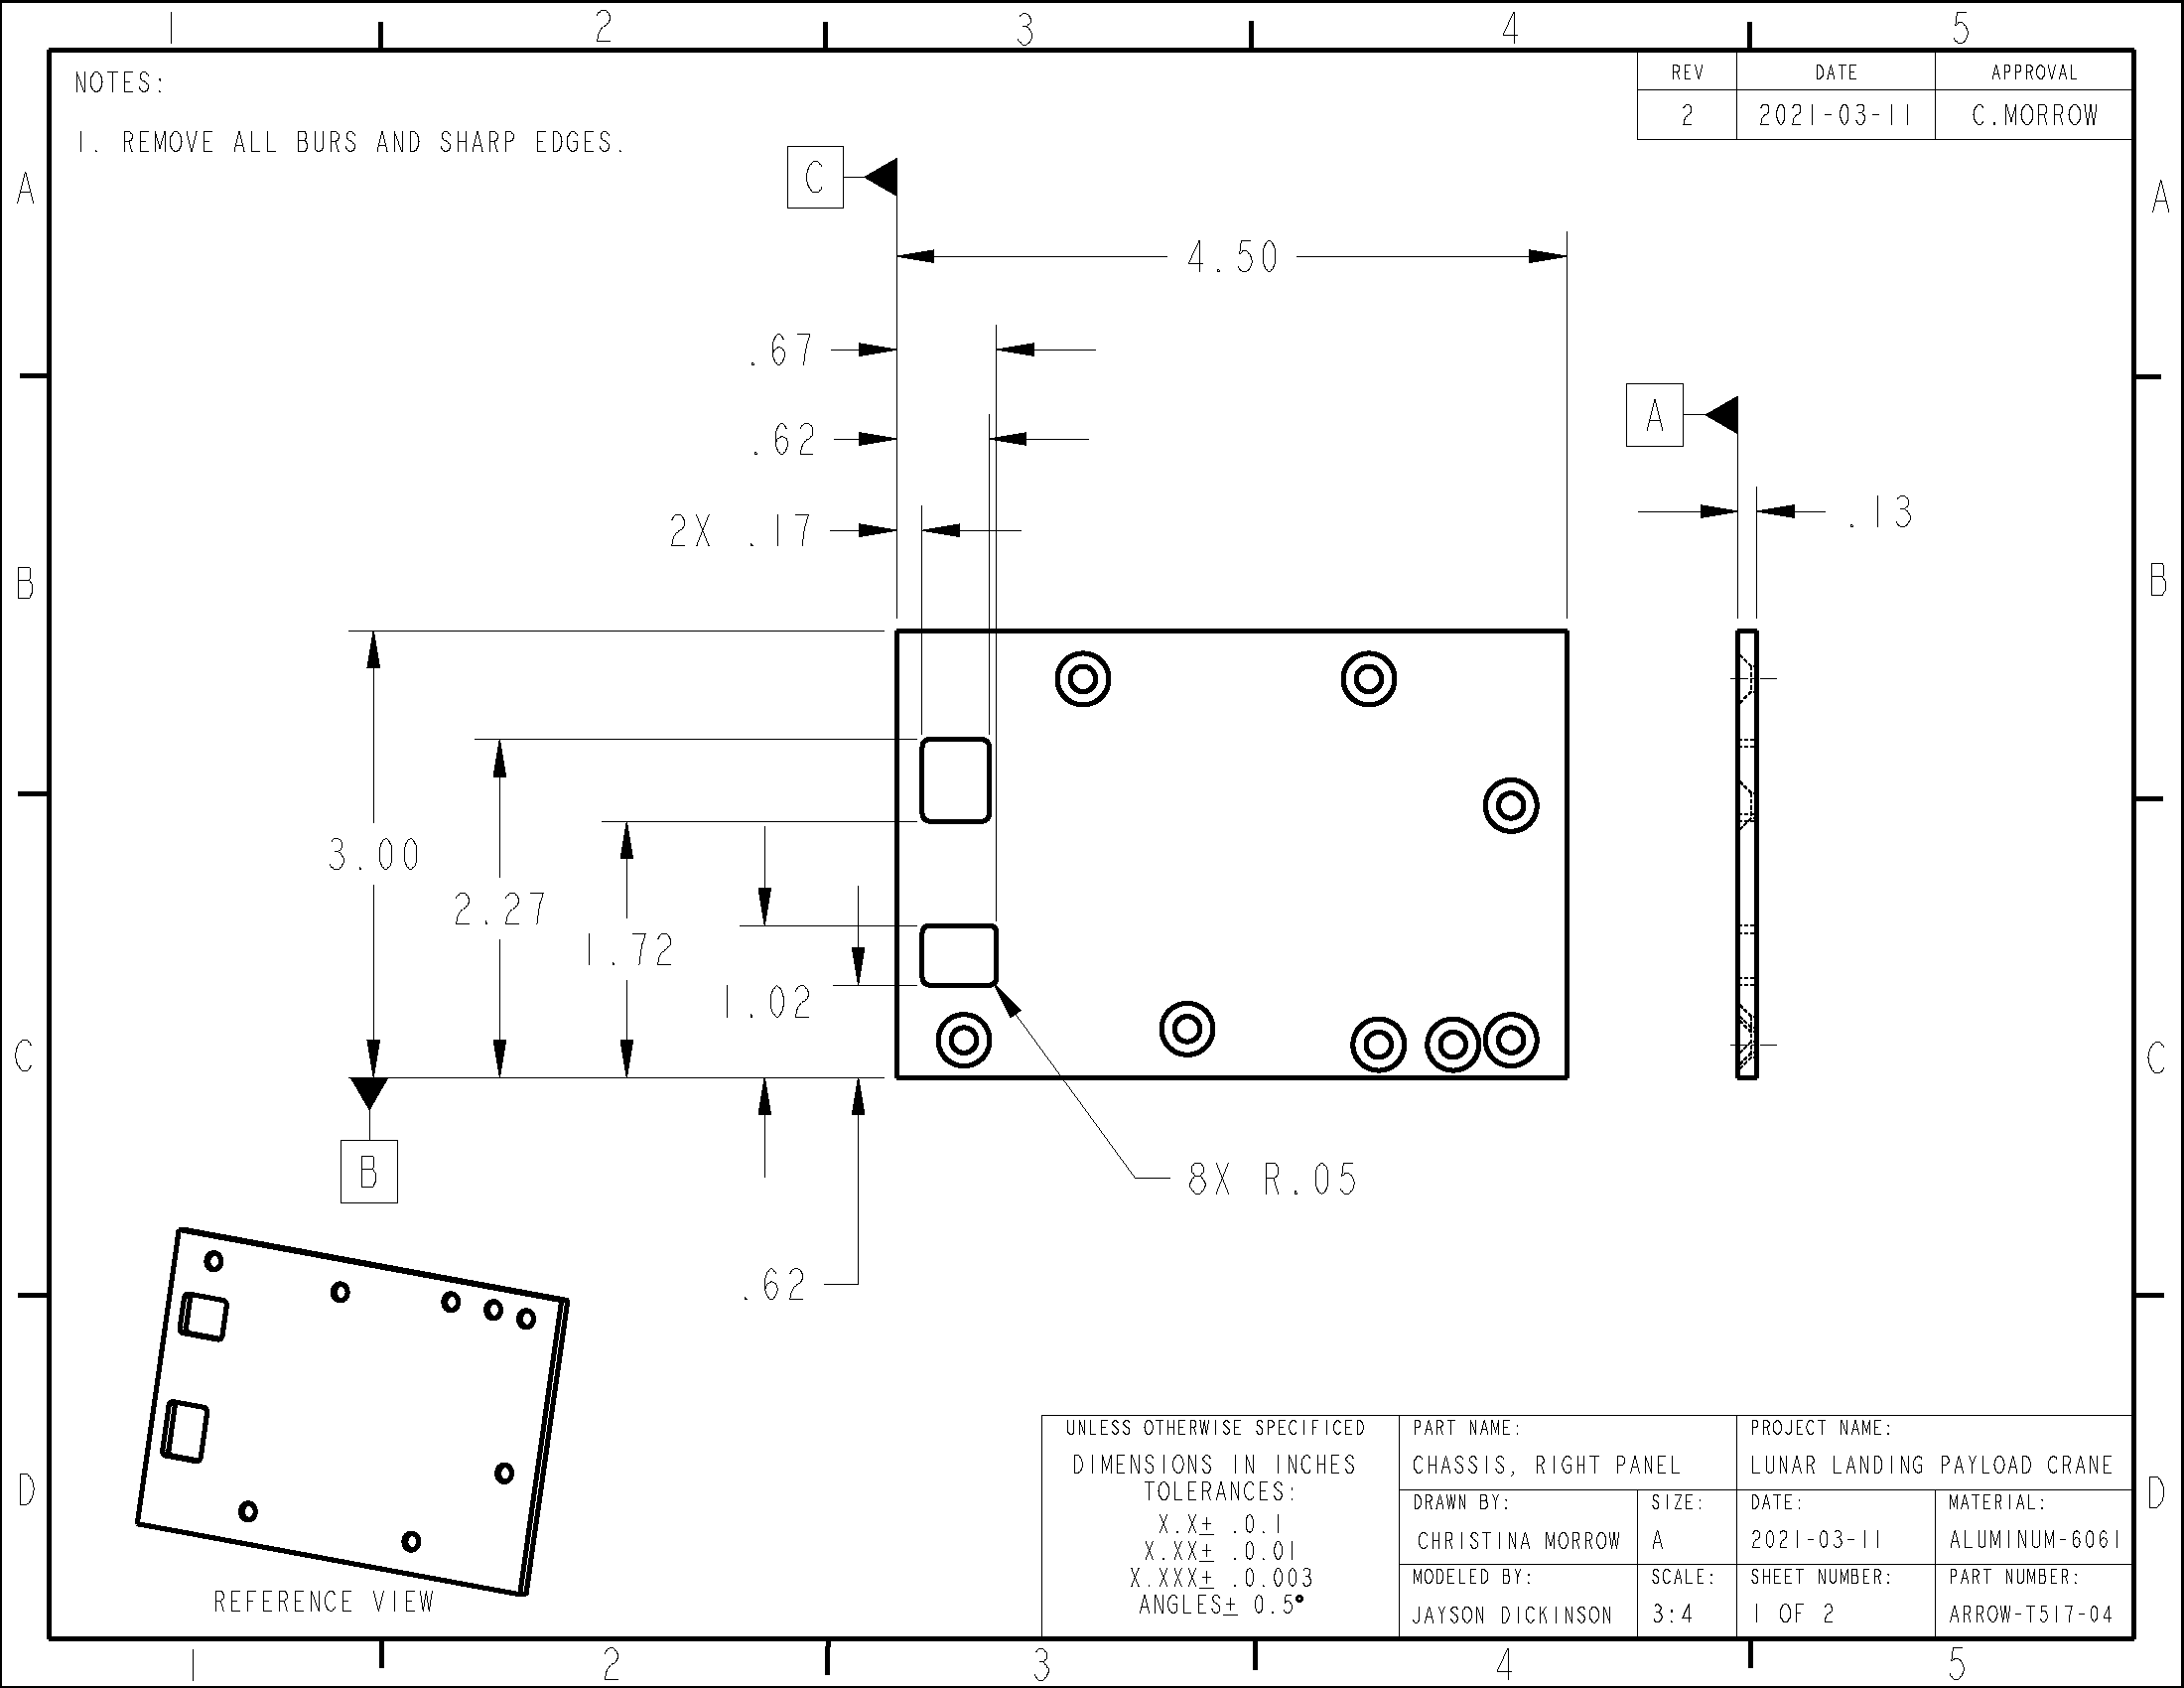 1 2 3 4 5
NOTES:
1. REMOVE ALL BURS AND SHARP EDGES.
REV DATE APPROVAL
2 2021-03-11 C.MORROW
A A
C
4.50
.67
.62
A
2X .17
.13
B B
3.00
2.27
1.72
1.02
C C
B
8X R.05
.62
REFERENCE VIEW
D D
UNLESS OTHERWISE SPECIFICED
DIMENSIONS IN INCHES
TOLERANCES:
X.X± .0.1
X.XX± .0.01
X.XXX± .0.003
ANGLES± 0.5°
PART NAME:
CHASSIS, RIGHT PANEL
PROJECT NAME:
LUNAR LANDING PAYLOAD CRANE
DRAWN BY:
CHRISTINA MORROW
SIZE:
A
DATE:
2021-03-11
MATERIAL:
ALUMINUM-6061
MODELED BY:
JAYSON DICKINSON
SCALE:
3:4
SHEET NUMBER:
1 OF 2
PART NUMBER:
ARROW-T517-04
1 2 3 4 5